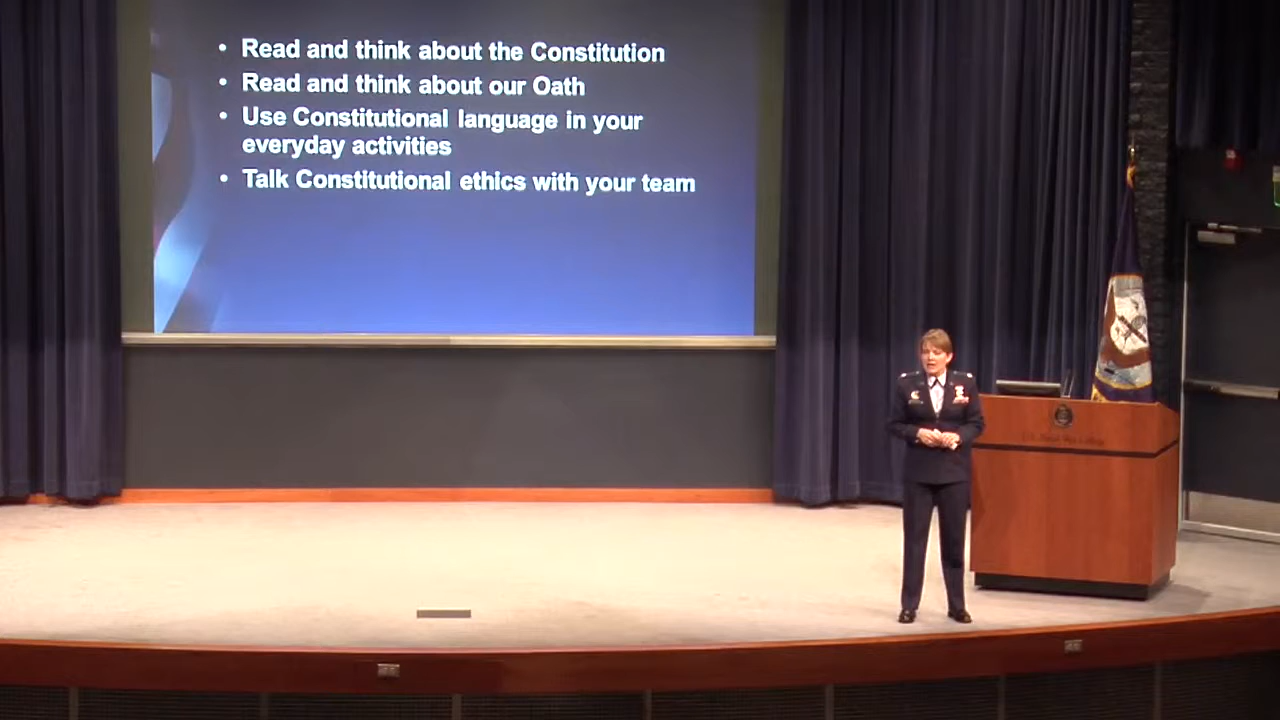 • Read and think about the Constitution
• Read and think about our Oath
• Use Constitutional language in your
everyday activities
• Talk Constitutional ethics with your team